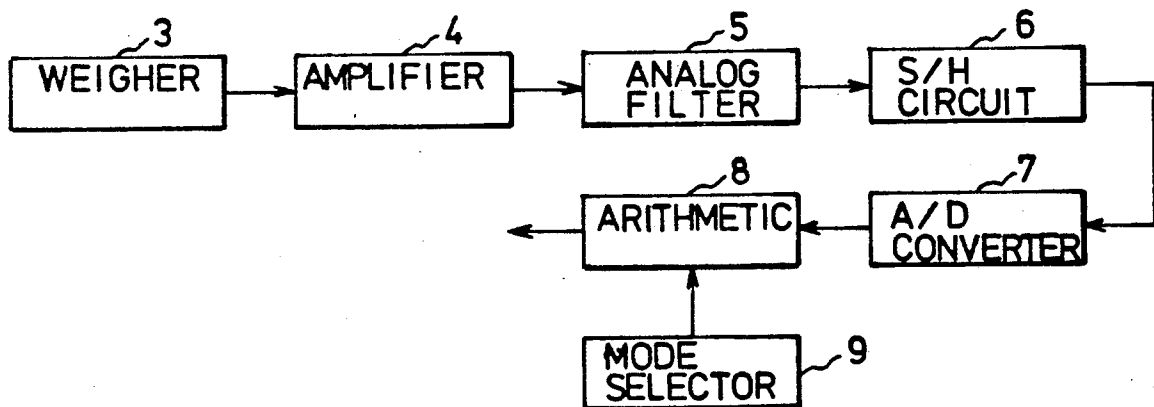 3
WEIGHER
4
AMPLIFIER
5
ANALOG
FILTER
6
S/H
CIRCUIT
8
ARITHMETIC
7
A/D
CONVERTER
MODE
SELECTOR
9